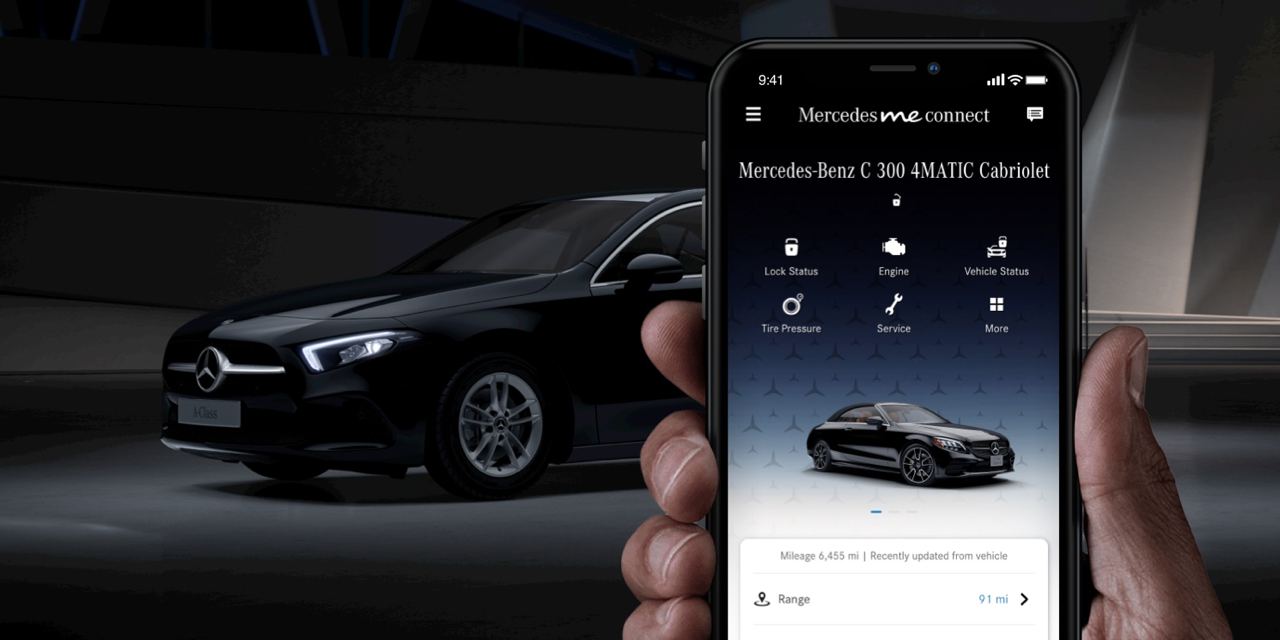 9:41
Mercedes me connect
Mercedes-Benz C 300 4MATIC Cabriolet
Lock Status
Engine
Vehicle Status
Tire Pressure
Service
More
A-Class
Mileage 6,455 mi | Recently updated from vehicle
Range
91 mi